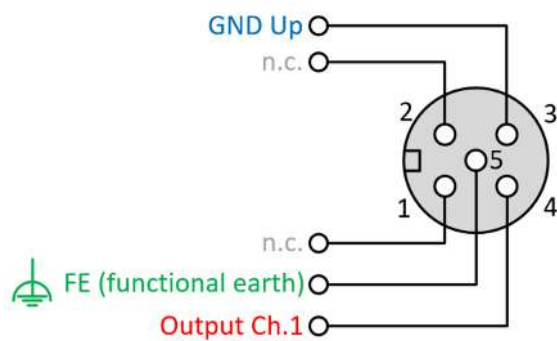 GND Up
n.c.
2
3
5
1
4
n.c.
FE (functional earth)
Output Ch.1